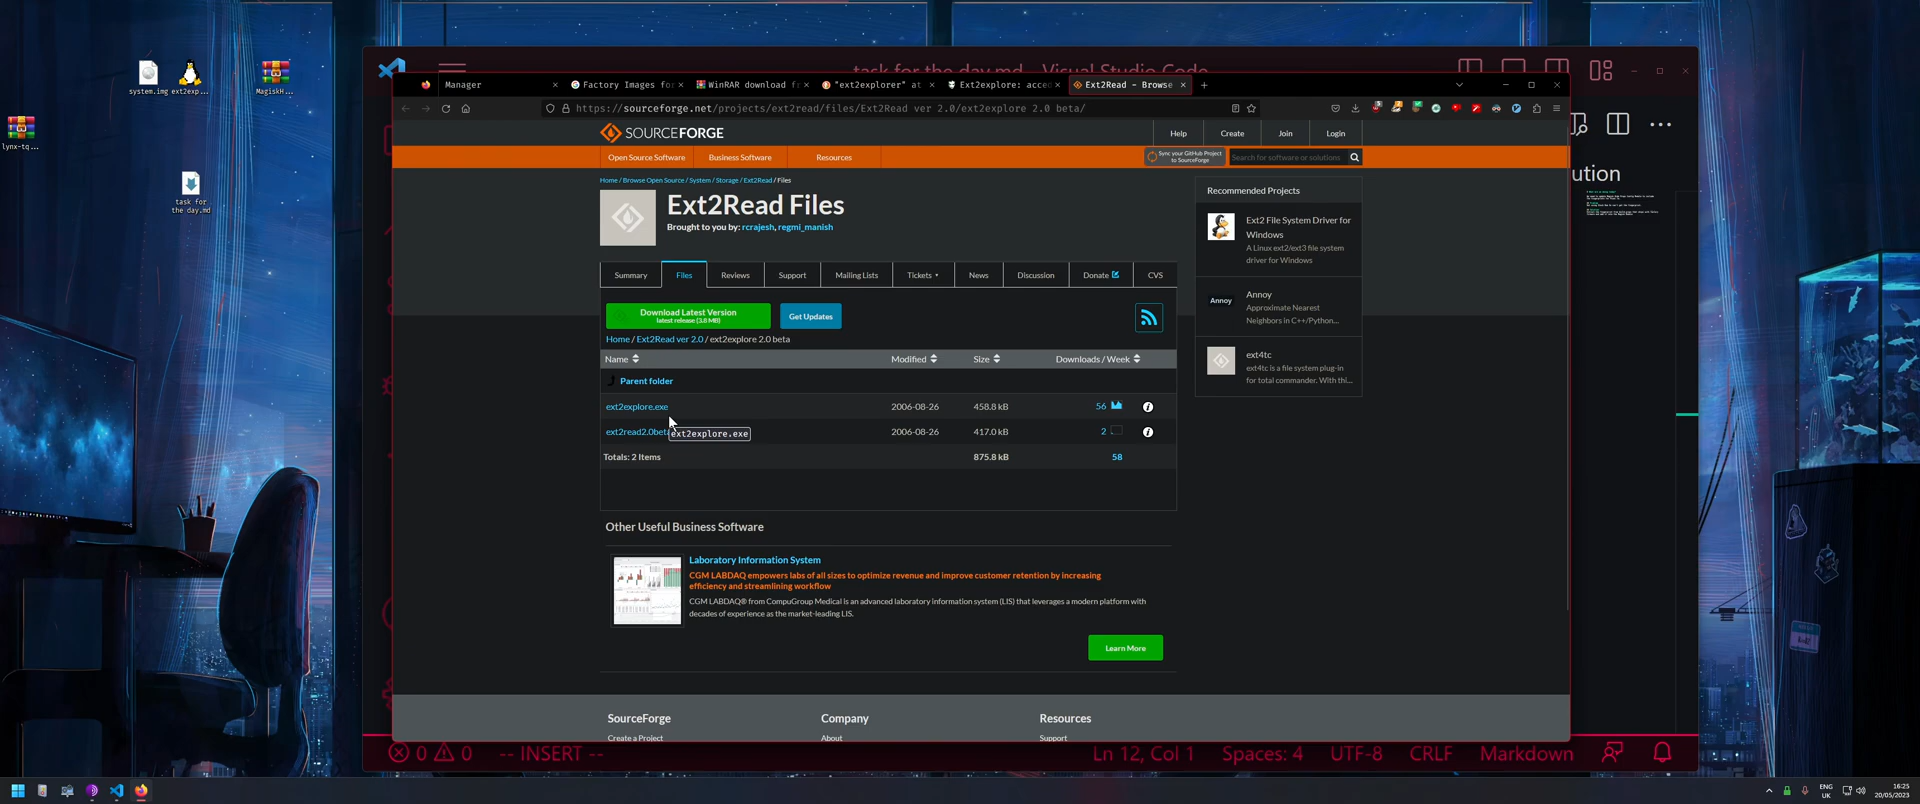 system.img
ext2exp...
MagiskH...
lynx-tq...
task for
the day.md
task for the day.md - Visual Studio Code
Manager
Factory Images fo
WinRAR download f
"ext2explorer" at
Ext2explore: acced
Ext2Read - Browse
https://sourceforge.net/projects/ext2read/files/Ext2Read ver 2.0/ext2explore 2.0 beta/
SOURCEFORGE
Help
Create
Join
Login
Open Source Software
Business Software
Resources
Sync your GitHub Project
to SourceForge
Search for software or solutions
Home / Browse Open Source / System / Storage / Ext2Read / Files
Ext2Read Files
Brought to you by: rcrajesh, regmi_manish
Summary
Files
Reviews
Support
Mailing Lists
Tickets
News
Discussion
Donate
CVS
Download Latest Version
latest release (3.8 MB)
Get Updates
Home / Ext2Read ver 2.0 / ext2explore 2.0 beta
Name
Modified
Size
Downloads / Week
Parent folder
ext2explore.exe
2006-08-26
458.8 kB
56
ext2read2.0beta
ext2explore.exe
2006-08-26
417.0 kB
2
Totals: 2 Items
875.8 kB
58
Recommended Projects
Ext2 File System Driver for
Windows
A Linux ext2/ext3 file system
driver for Windows
Annoy
Annoy
Approximate Nearest
Neighbors in C++/Python...
ext4tc
ext4tc is a file system plug-in
for total commander. With thi...
Other Useful Business Software
Laboratory Information System
CGM LABDAQ empowers labs of all sizes to optimize revenue and improve customer retention by increasing
efficiency and streamlining workflow
CGM LABDAQ® from CompuGroup Medical is an advanced laboratory information system (LIS) that leverages a modern platform with
decades of experience as the market-leading LIS.
Learn More
SourceForge
Company
Resources
Create a Project
About
Support
ution
0
0
-- INSERT --
Ln 12, Col 1
Spaces: 4
UTF-8
CRLF
Markdown
ENG
UK
16:25
20/05/2023